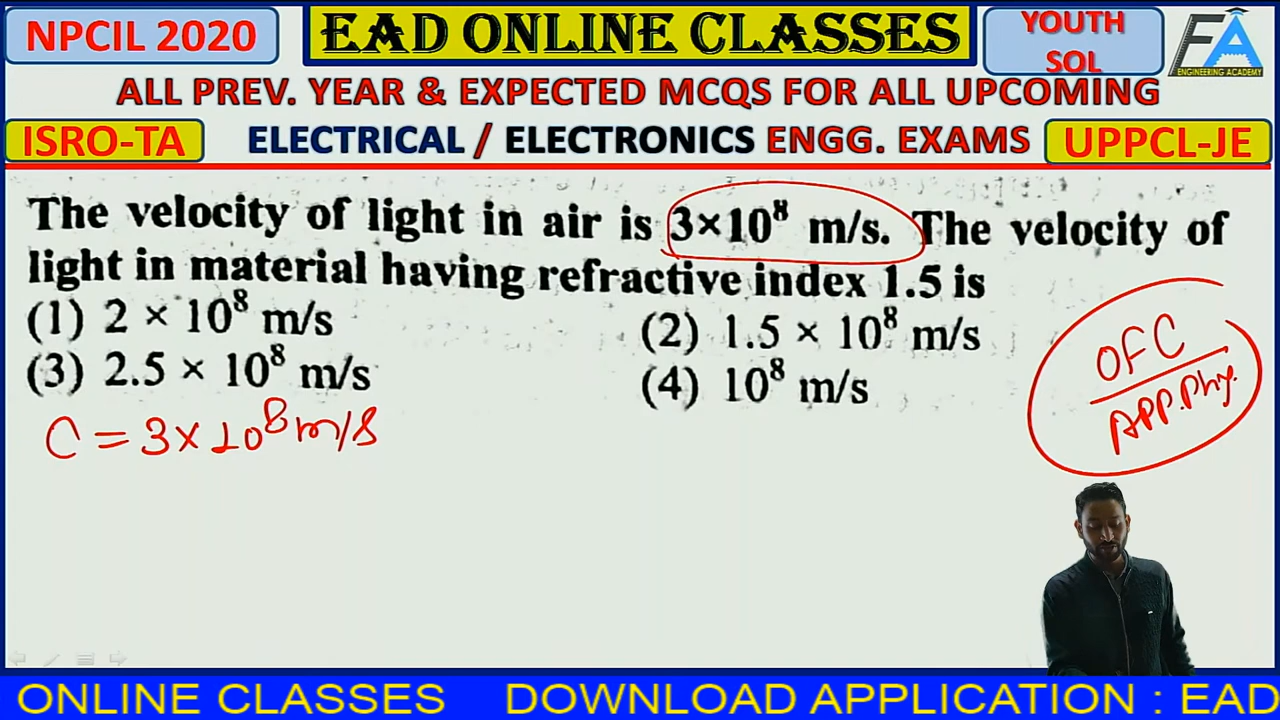 NPCIL 2020
EAD ONLINE CLASSES
YOUTH
SOL
FA
ENGINEERING ACADEMY
ALL PREV. YEAR & EXPECTED MCQS FOR ALL UPCOMING
ISRO-TA
ELECTRICAL / ELECTRONICS ENGG. EXAMS
UPPCL-JE
The velocity of light in air is 3×10⁸ m/s. The velocity of
light in material having refractive index 1.5 is
(1) 2 × 10⁸ m/s
(2) 1.5 × 10⁸ m/s
(3) 2.5 × 10⁸ m/s
(4) 10⁸ m/s
OFC
APP.Phy.
C = 3×10⁸ m/s
ONLINE CLASSES DOWNLOAD APPLICATION : EAD